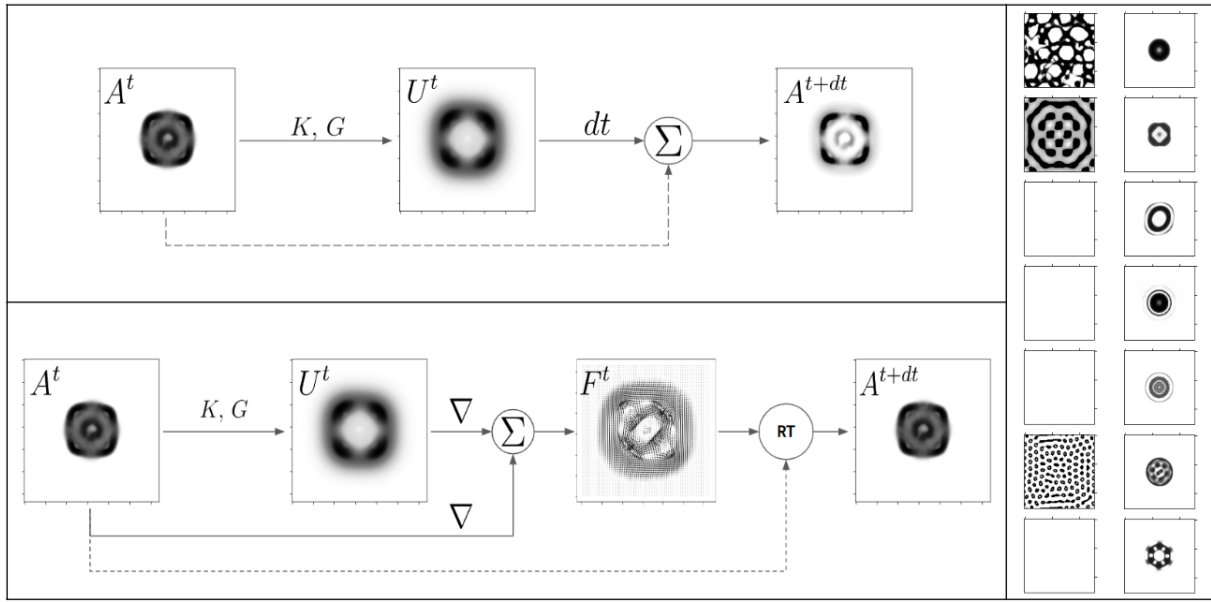 A^t
U^t
A^{t+dt}
K, G
dt
Σ
A^t
U^t
F^t
A^{t+dt}
K, G
∇
Σ
RT
∇